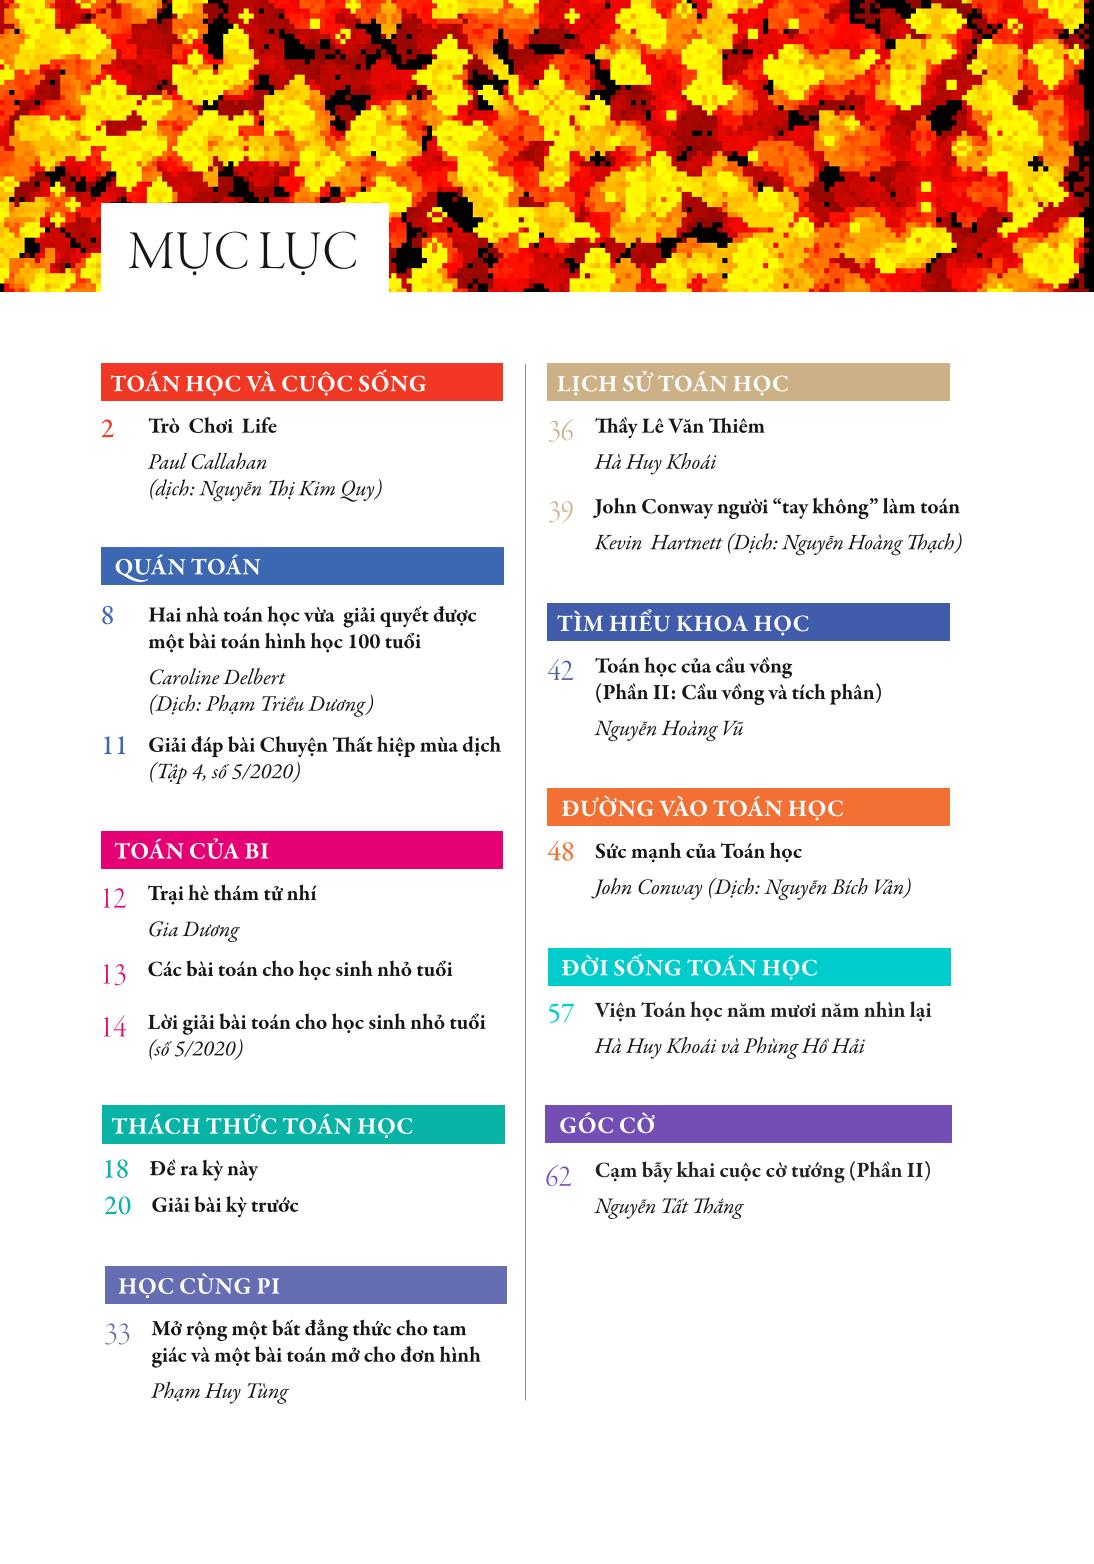 MỤC LỤC
TOÁN HỌC VÀ CUỘC SỐNG
2 Trò Chơi Life
Paul Callahan
(dịch: Nguyễn Thị Kim Quy)
QUÁN TOÁN
8 Hai nhà toán học vừa giải quyết được
một bài toán hình học 100 tuổi
Caroline Delbert
(Dịch: Phạm Triều Dương)
11 Giải đáp bài Chuyện Thất hiệp mùa dịch
(Tập 4, số 5/2020)
TOÁN CỦA BI
12 Trại hè thám tử nhí
Gia Dương
13 Các bài toán cho học sinh nhỏ tuổi
14 Lời giải bài toán cho học sinh nhỏ tuổi
(số 5/2020)
THÁCH THỨC TOÁN HỌC
18 Đề ra kỳ này
20 Giải bài kỳ trước
HỌC CÙNG PI
33 Mở rộng một bất đẳng thức cho tam
giác và một bài toán mở cho đơn hình
Phạm Huy Tùng
LỊCH SỬ TOÁN HỌC
36 Thầy Lê Văn Thiêm
Hà Huy Khoái
39 John Conway người “tay không” làm toán
Kevin Hartnett (Dịch: Nguyễn Hoàng Thạch)
TÌM HIỂU KHOA HỌC
42 Toán học của cầu vồng
(Phần II: Cầu vồng và tích phân)
Nguyễn Hoàng Vũ
ĐƯỜNG VÀO TOÁN HỌC
48 Sức mạnh của Toán học
John Conway (Dịch: Nguyễn Bích Vân)
ĐỜI SỐNG TOÁN HỌC
57 Viện Toán học năm mươi năm nhìn lại
Hà Huy Khoái và Phùng Hồ Hải
GÓC CỜ
62 Cạm bẫy khai cuộc cờ tướng (Phần II)
Nguyễn Tất Thắng